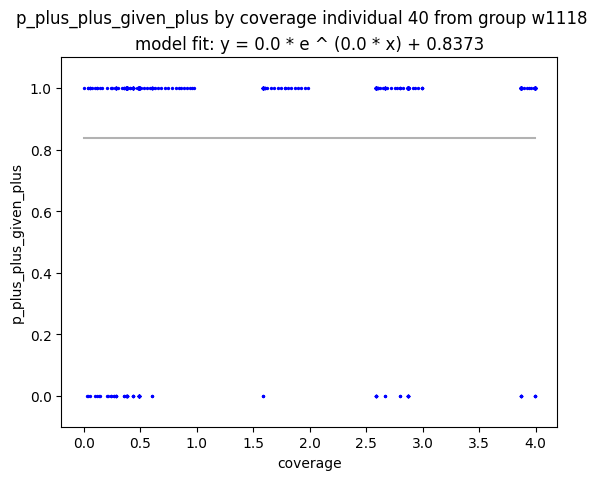 p_plus_plus_given_plus by coverage individual 40 from group w1118
model fit: y = 0.0 * e ^ (0.0 * x) + 0.8373
p_plus_plus_given_plus
1.0
0.8
0.6
0.4
0.2
0.0
0.0 0.5 1.0 1.5 2.0 2.5 3.0 3.5 4.0
coverage